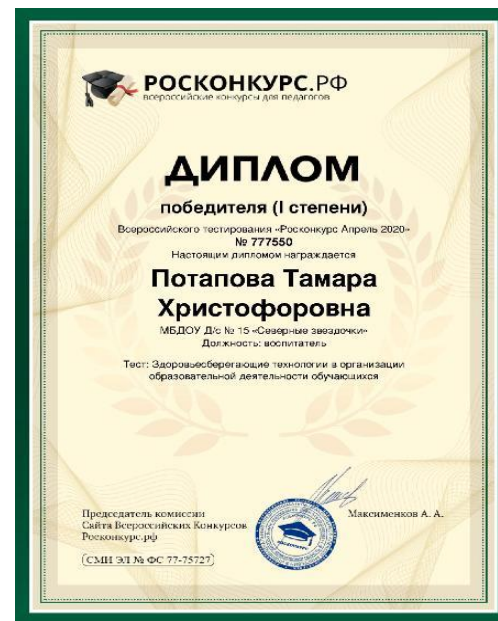 РОСКОНКУРС.РФ
всероссийские конкурсы для педагогов
ДИПЛОМ
победителя (I степени)
Всероссийского тестирования «Росконкурс Апрель 2020»
№ 777550
Настоящим дипломом награждается
Потапова Тамара
Христофоровна
МБДОУ Д/с № 15 «Северные звездочки»
Должность: воспитатель
Тест: Здоровьесберегающие технологии в организации
образовательной деятельности обучающихся
Председатель комиссии
Сайта Всероссийских Конкурсов
Росконкурс.рф
Максименков А. А.
СМИ ЭЛ № ФС 77-75727